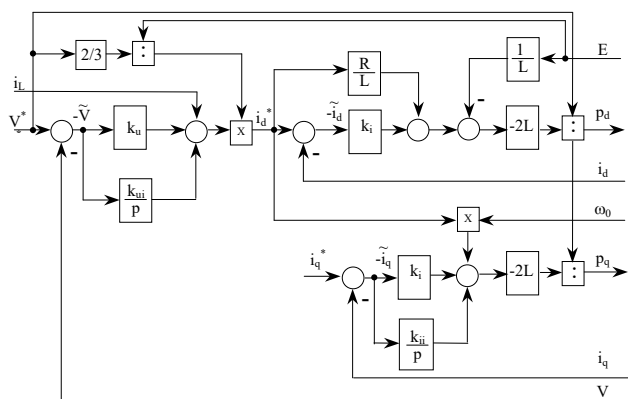 2/3
:
1
L
E
R
L
i_L
V*
*
-Ṽ
k_u
x
i_d*
-ĩ_d
k_i
-2L
:
p_d
k_ui
p
i_d
x
ω_0
i_q*
-ĩ_q
k_i
-2L
:
p_q
k_ii
p
i_q
V